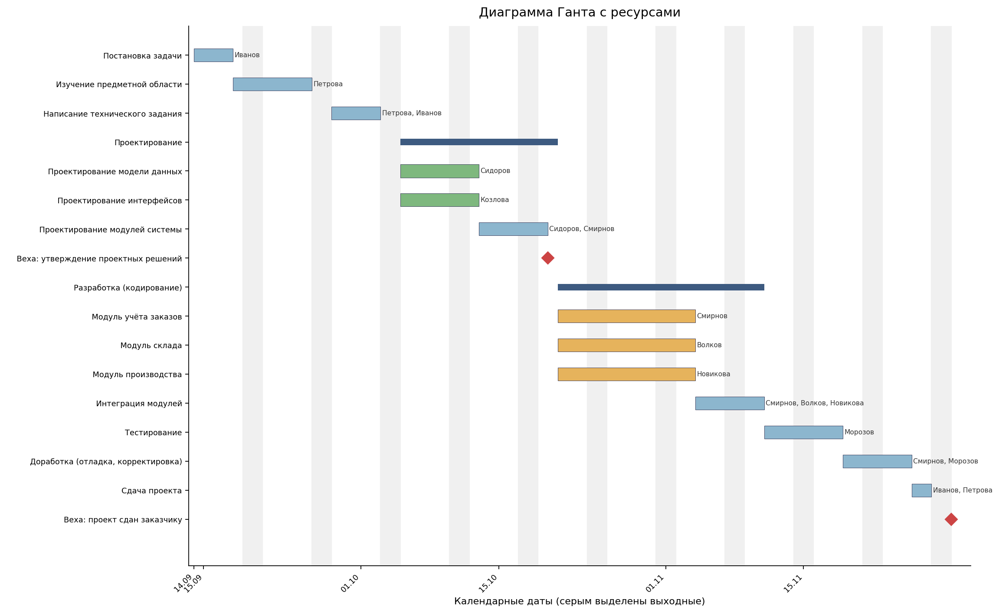 Диаграмма Ганта с ресурсами
Постановка задачи
Иванов
Изучение предметной области
Петрова
Написание технического задания
Петрова, Иванов
Проектирование
Проектирование модели данных
Сидоров
Проектирование интерфейсов
Козлова
Проектирование модулей системы
Сидоров, Смирнов
Веха: утверждение проектных решений
Разработка (кодирование)
Модуль учёта заказов
Смирнов
Модуль склада
Волков
Модуль производства
Новикова
Интеграция модулей
Смирнов, Волков, Новикова
Тестирование
Морозов
Доработка (отладка, корректировка)
Смирнов, Морозов
Сдача проекта
Иванов, Петрова
Веха: проект сдан заказчику
14.09
15.09
01.10
15.10
01.11
15.11
Календарные даты (серым выделены выходные)